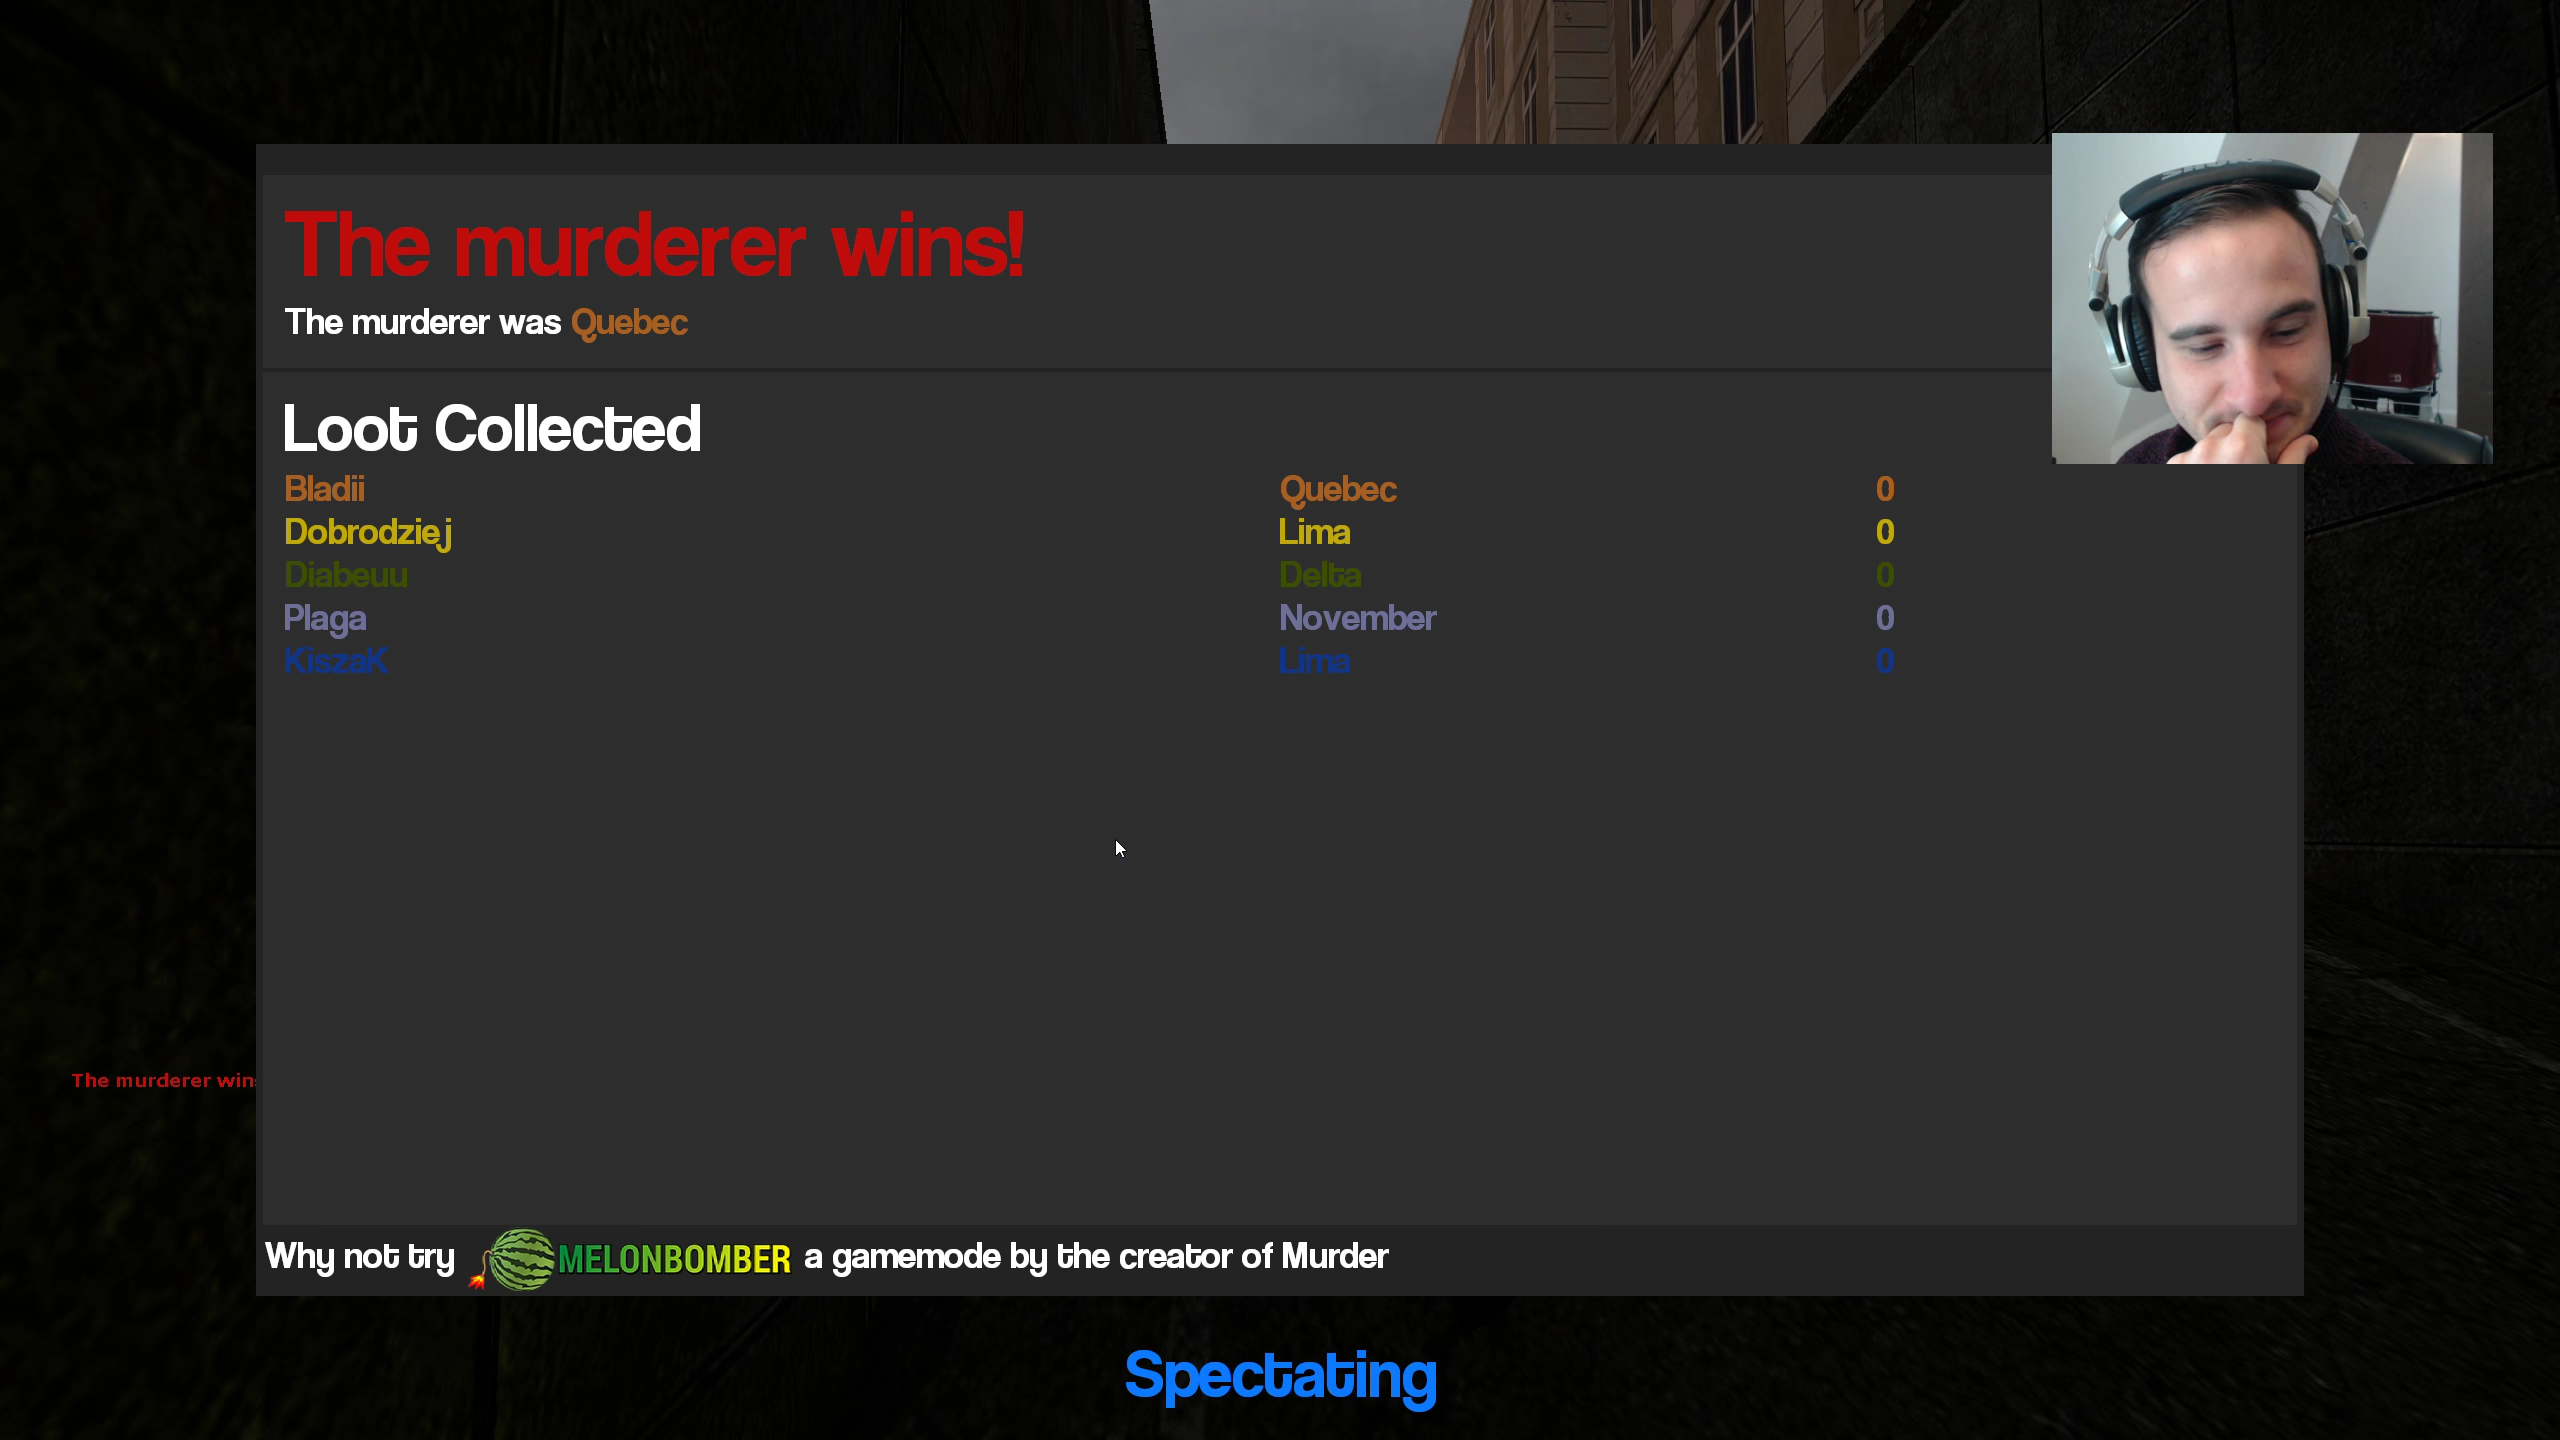 The murderer wins!
The murderer was Quebec
Loot Collected
Bladii Quebec 0
Dobrodziej Lima 0
Diabeuu Delta 0
Plaga November 0
KiszaK Lima 0
The murderer wins
Why not try MELONBOMBER a gamemode by the creator of Murder
Spectating